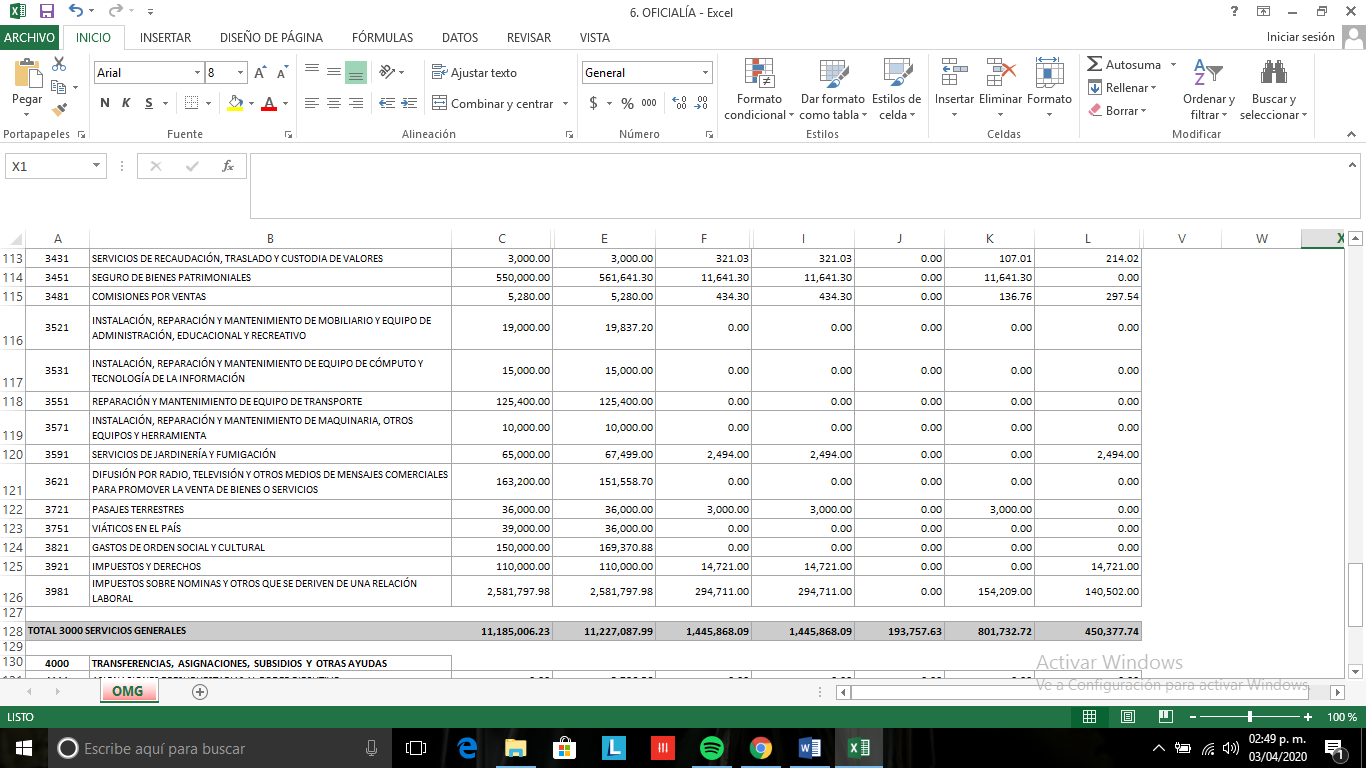 6. OFICIALÍA - Excel
ARCHIVO INICIO INSERTAR DISEÑO DE PÁGINA FÓRMULAS DATOS REVISAR VISTA Iniciar sesión
Arial 8 Ajustar texto General Autosuma
Pegar N K S Combinar y centrar $ % 000 Formato condicional Dar formato como tabla Estilos de celda Insertar Eliminar Formato Rellenar Borrar Ordenar y filtrar Buscar y seleccionar
Portapapeles Fuente Alineación Número Estilos Celdas Modificar
X1 fx
A B C E F I J K L V W X
113 3431 SERVICIOS DE RECAUDACIÓN, TRASLADO Y CUSTODIA DE VALORES 3,000.00 3,000.00 321.03 321.03 0.00 107.01 214.02
114 3451 SEGURO DE BIENES PATRIMONIALES 550,000.00 561,641.30 11,641.30 11,641.30 0.00 11,641.30 0.00
115 3481 COMISIONES POR VENTAS 5,280.00 5,280.00 434.30 434.30 0.00 136.76 297.54
116 3521 INSTALACIÓN, REPARACIÓN Y MANTENIMIENTO DE MOBILIARIO Y EQUIPO DE
ADMINISTRACIÓN, EDUCACIONAL Y RECREATIVO 19,000.00 19,837.20 0.00 0.00 0.00 0.00 0.00
117 3531 INSTALACIÓN, REPARACIÓN Y MANTENIMIENTO DE EQUIPO DE CÓMPUTO Y
TECNOLOGÍA DE LA INFORMACIÓN 15,000.00 15,000.00 0.00 0.00 0.00 0.00 0.00
118 3551 REPARACIÓN Y MANTENIMIENTO DE EQUIPO DE TRANSPORTE 125,400.00 125,400.00 0.00 0.00 0.00 0.00 0.00
119 3571 INSTALACIÓN, REPARACIÓN Y MANTENIMIENTO DE MAQUINARIA, OTROS
EQUIPOS Y HERRAMIENTA 10,000.00 10,000.00 0.00 0.00 0.00 0.00 0.00
120 3591 SERVICIOS DE JARDINERÍA Y FUMIGACIÓN 65,000.00 67,499.00 2,494.00 2,494.00 0.00 0.00 2,494.00
121 3621 DIFUSIÓN POR RADIO, TELEVISIÓN Y OTROS MEDIOS DE MENSAJES COMERCIALES
PARA PROMOVER LA VENTA DE BIENES O SERVICIOS 163,200.00 151,558.70 0.00 0.00 0.00 0.00 0.00
122 3721 PASAJES TERRESTRES 36,000.00 36,000.00 3,000.00 3,000.00 0.00 3,000.00 0.00
123 3751 VIÁTICOS EN EL PAÍS 39,000.00 36,000.00 0.00 0.00 0.00 0.00 0.00
124 3821 GASTOS DE ORDEN SOCIAL Y CULTURAL 150,000.00 169,370.88 0.00 0.00 0.00 0.00 0.00
125 3921 IMPUESTOS Y DERECHOS 110,000.00 110,000.00 14,721.00 14,721.00 0.00 0.00 14,721.00
126 3981 IMPUESTOS SOBRE NOMINAS Y OTROS QUE SE DERIVEN DE UNA RELACIÓN
LABORAL 2,581,797.98 2,581,797.98 294,711.00 294,711.00 0.00 154,209.00 140,502.00
127
128 TOTAL 3000 SERVICIOS GENERALES 11,185,006.23 11,227,087.99 1,445,868.09 1,445,868.09 193,757.63 801,732.72 450,377.74
129
130 4000 TRANSFERENCIAS, ASIGNACIONES, SUBSIDIOS Y OTRAS AYUDAS
Activar Windows
Ve a Configuración para activar Windows.
OMG
LISTO 100 %
Escribe aquí para buscar
02:49 p. m.
03/04/2020
1